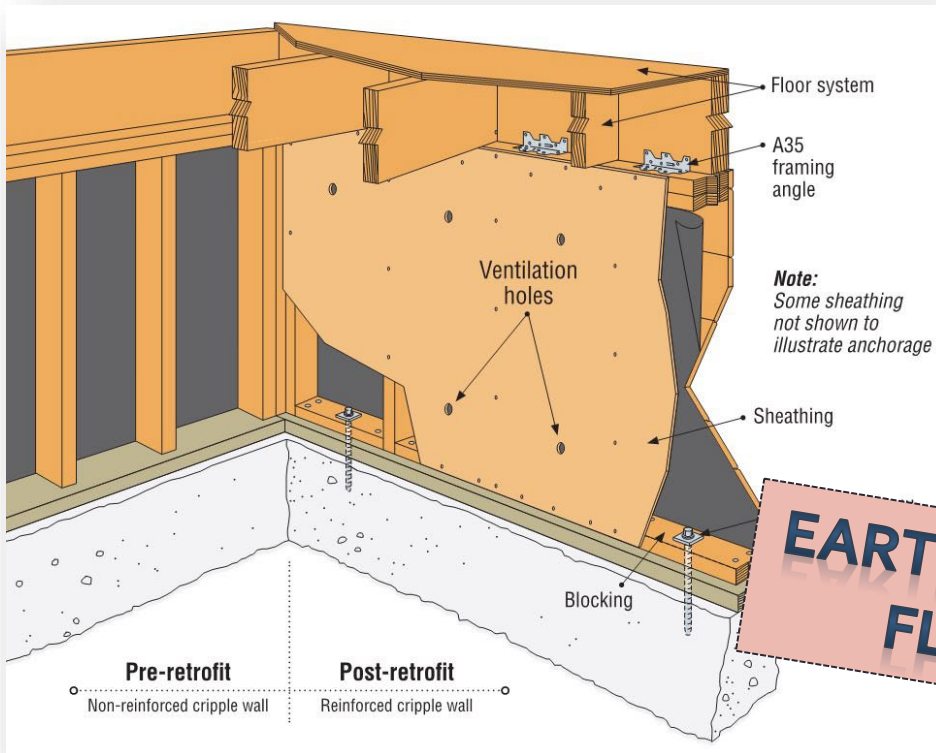 Floor system
A35
framing
angle
Ventilation
holes
Note:
Some sheathing
not shown to
illustrate anchorage
Sheathing
Blocking
Pre-retrofit
Post-retrofit
Non-reinforced cripple wall
Reinforced cripple wall